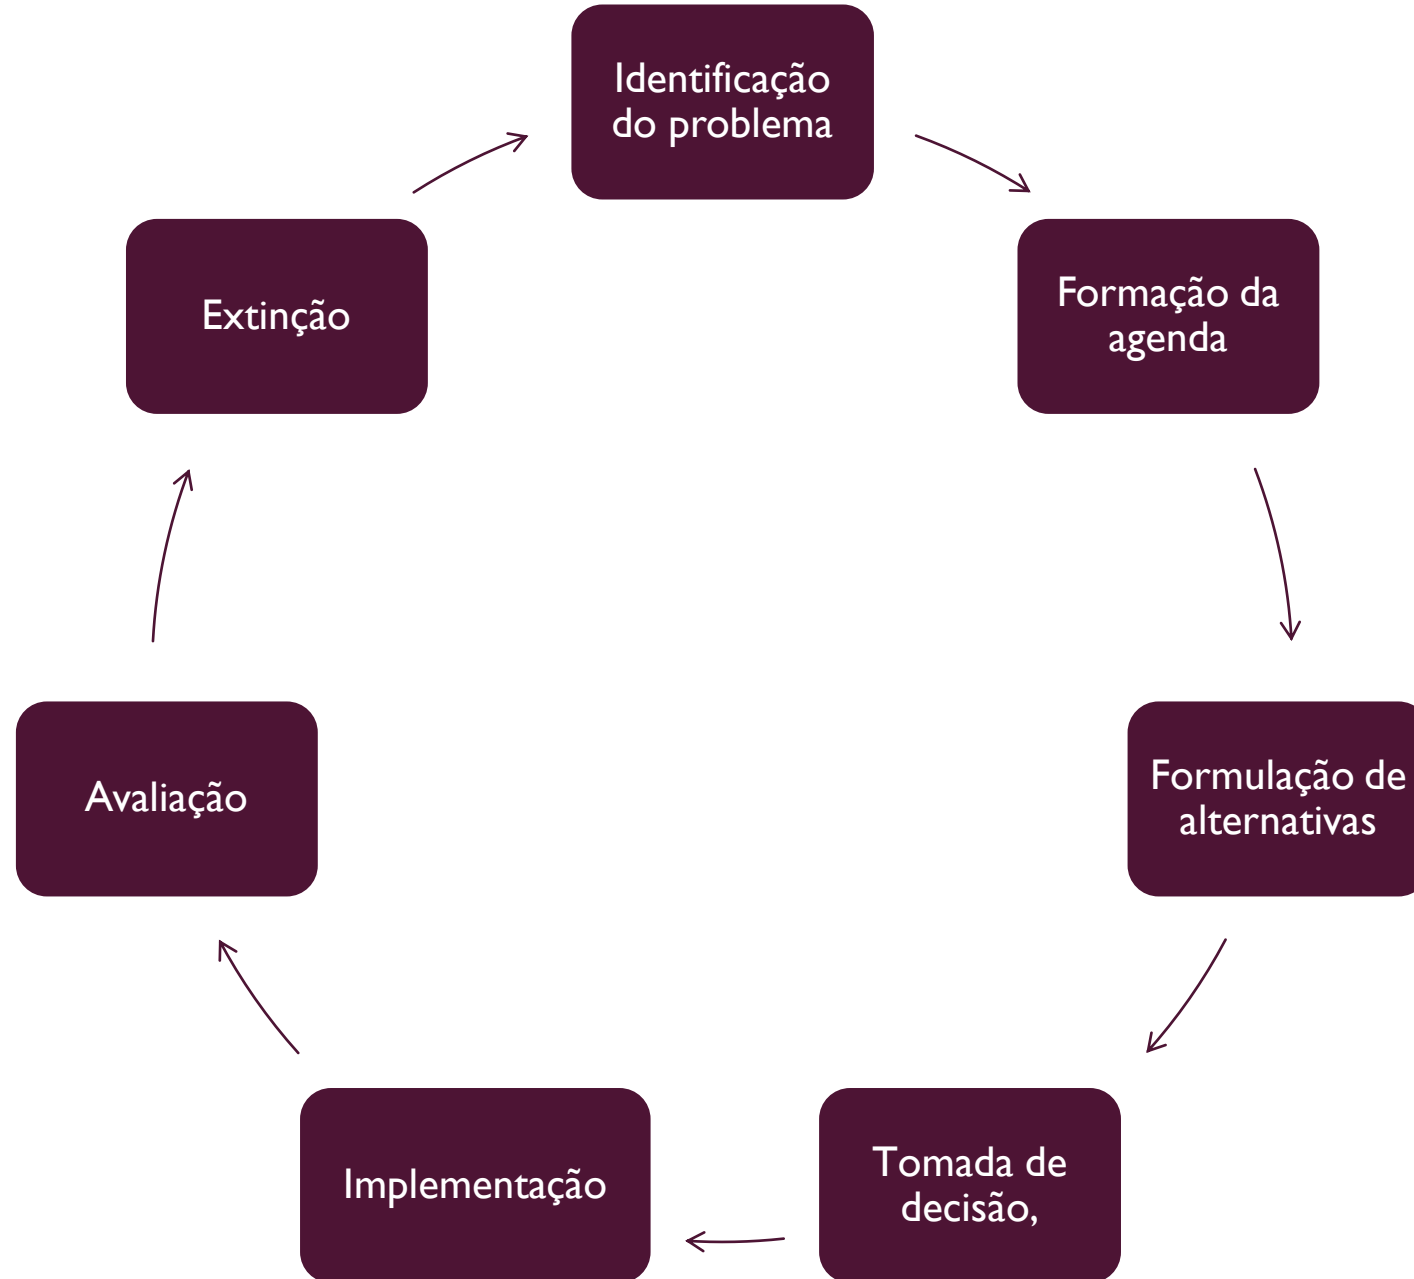 Identificação
do problema
Formação da
agenda
Formulação de
alternativas
Tomada de
decisão,
Implementação
Avaliação
Extinção